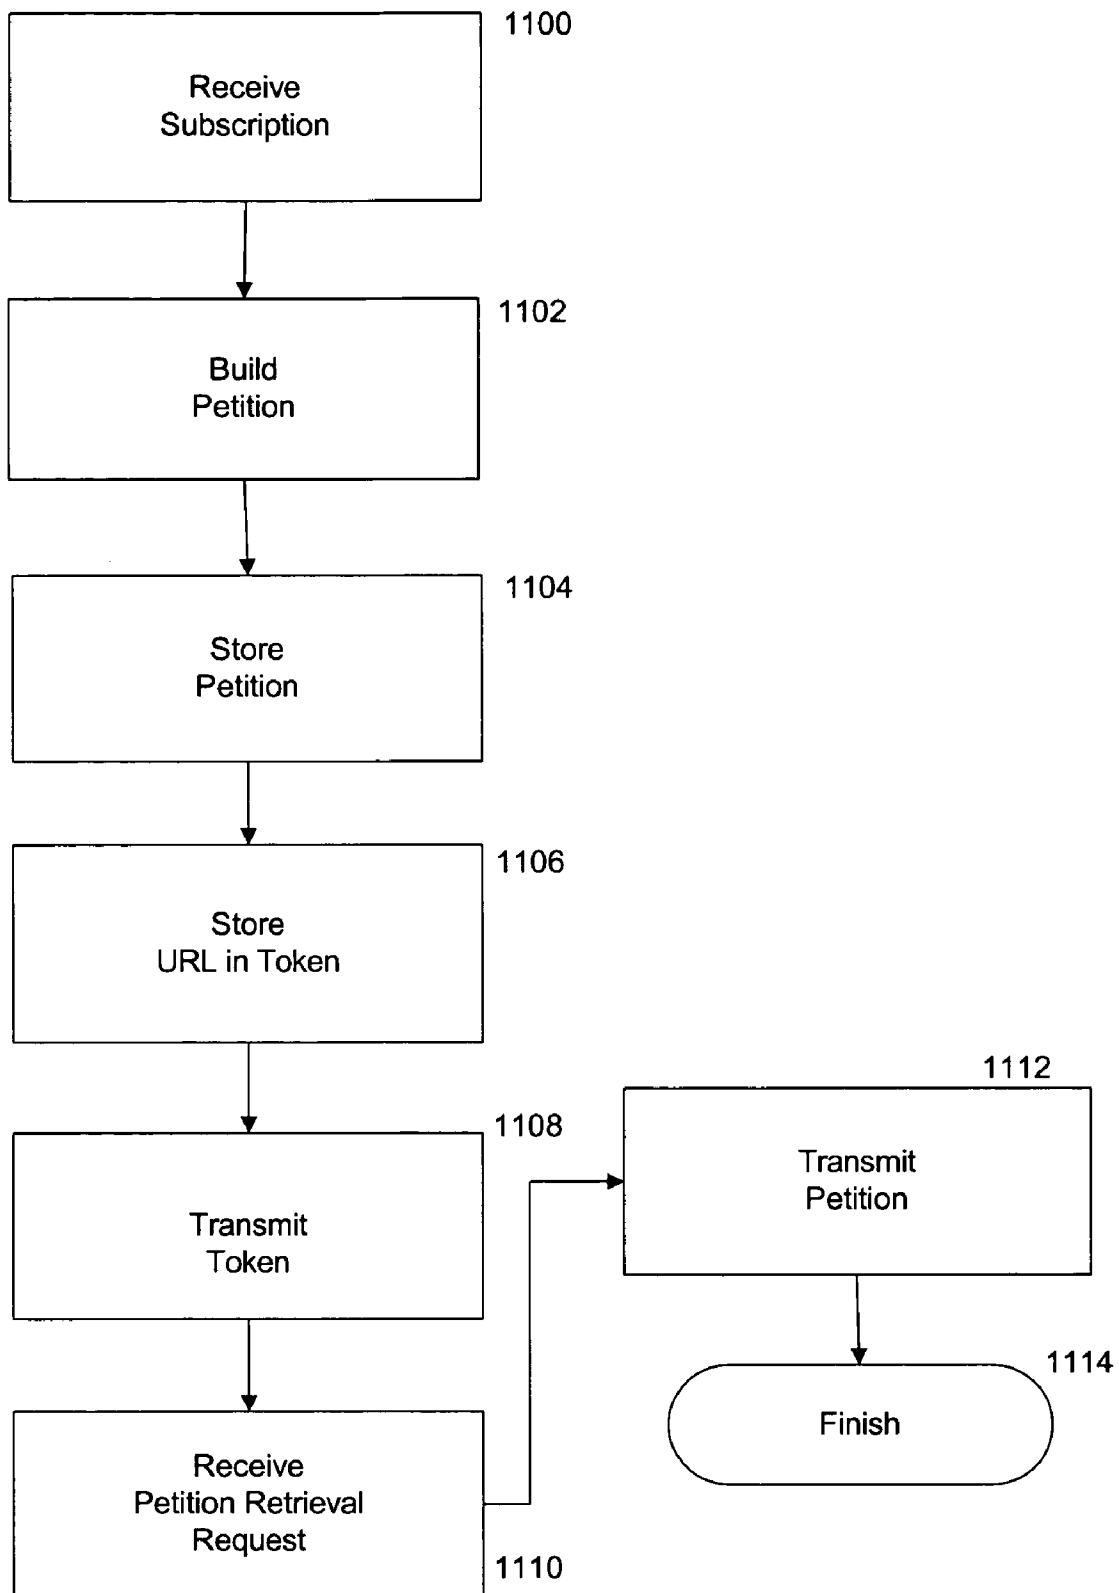 1100
Receive
Subscription
1102
Build
Petition
1104
Store
Petition
1106
Store
URL in Token
1108
Transmit
Token
Receive
Petition Retrieval
Request
1110
1112
Transmit
Petition
1114
Finish